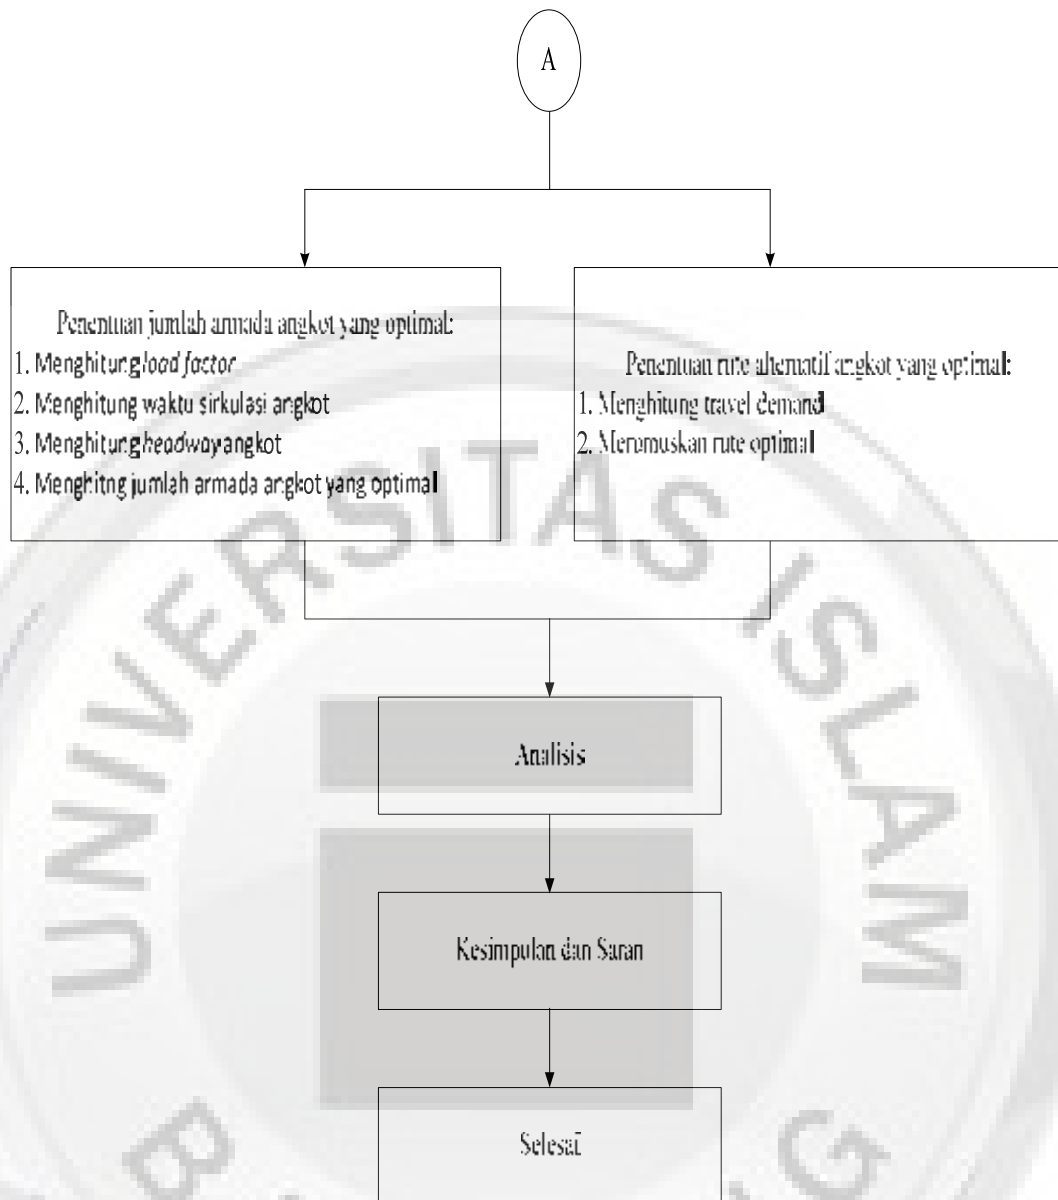 A
Penentuan jumlah armada angkot yang optimal:
1. Menghitung load factor
2. Menghitung waktu sirkulasi angkot
3. Menghitung headway angkot
4. Menghitng jumlah armada angkot yang optimal
Penentuan rute alternatif angkot yang optimal:
1. Menghitung travel demand
2. Merumuskan rute optimal
Analisis
Kesimpulan dan Saran
Selesai
UNIVERSITAS ISLAM
B
G